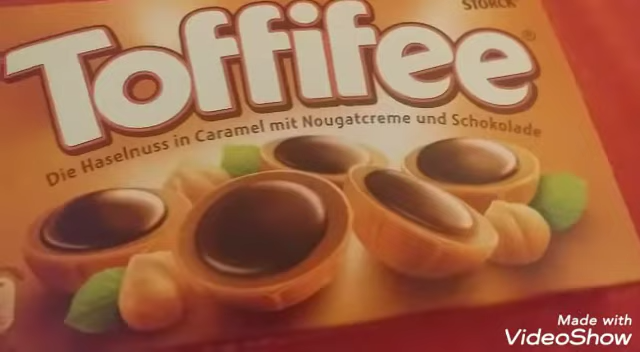 STORCK
Toffifee®
Die Haselnuss in Caramel mit Nougatcreme und Schokolade
Made with
VideoShow